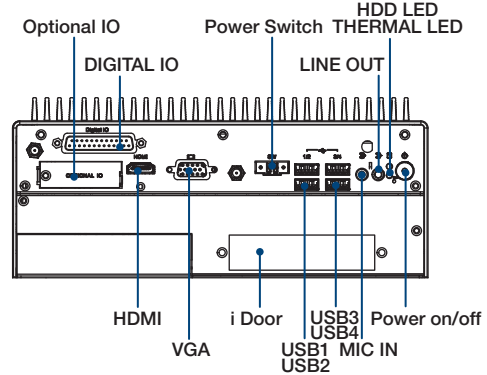 HDD LED
Optional IO
Power Switch
THERMAL LED
DIGITAL IO
LINE OUT
Digital IO
HDMI
1/2
3/4
OPTIONAL IO
HDMI
i Door
USB3
USB4
Power on/off
VGA
USB1
USB2
MIC IN